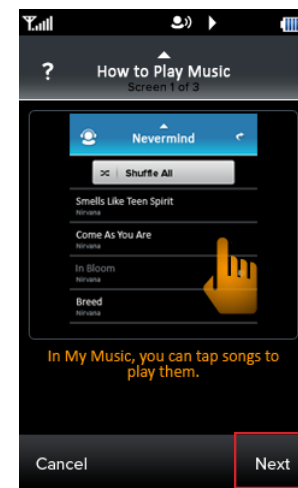 ?
How to Play Music
Screen 1 of 3
Nevermind
Shuffle All
Smells Like Teen Spirit
Nirvana
Come As You Are
Nirvana
In Bloom
Nirvana
Breed
Nirvana
In My Music, you can tap songs to
play them.
Cancel Next